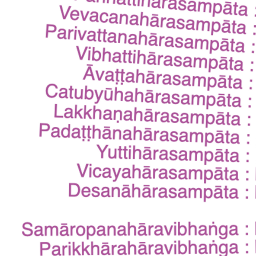 Vevacanahārasampāta :
Parivattanahārasampāta :
Vibhattihārasampāta :
Āvaṭṭahārasampāta :
Catubyūhahārasampāta :
Lakkhaṇahārasampāta :
Padaṭṭhānahārasampāta :
Yuttihārasampāta :
Vicayahārasampāta :
Desanāhārasampāta :
Samāropanahāravibhaṅga :
Parikkhārahāravibhaṅga :